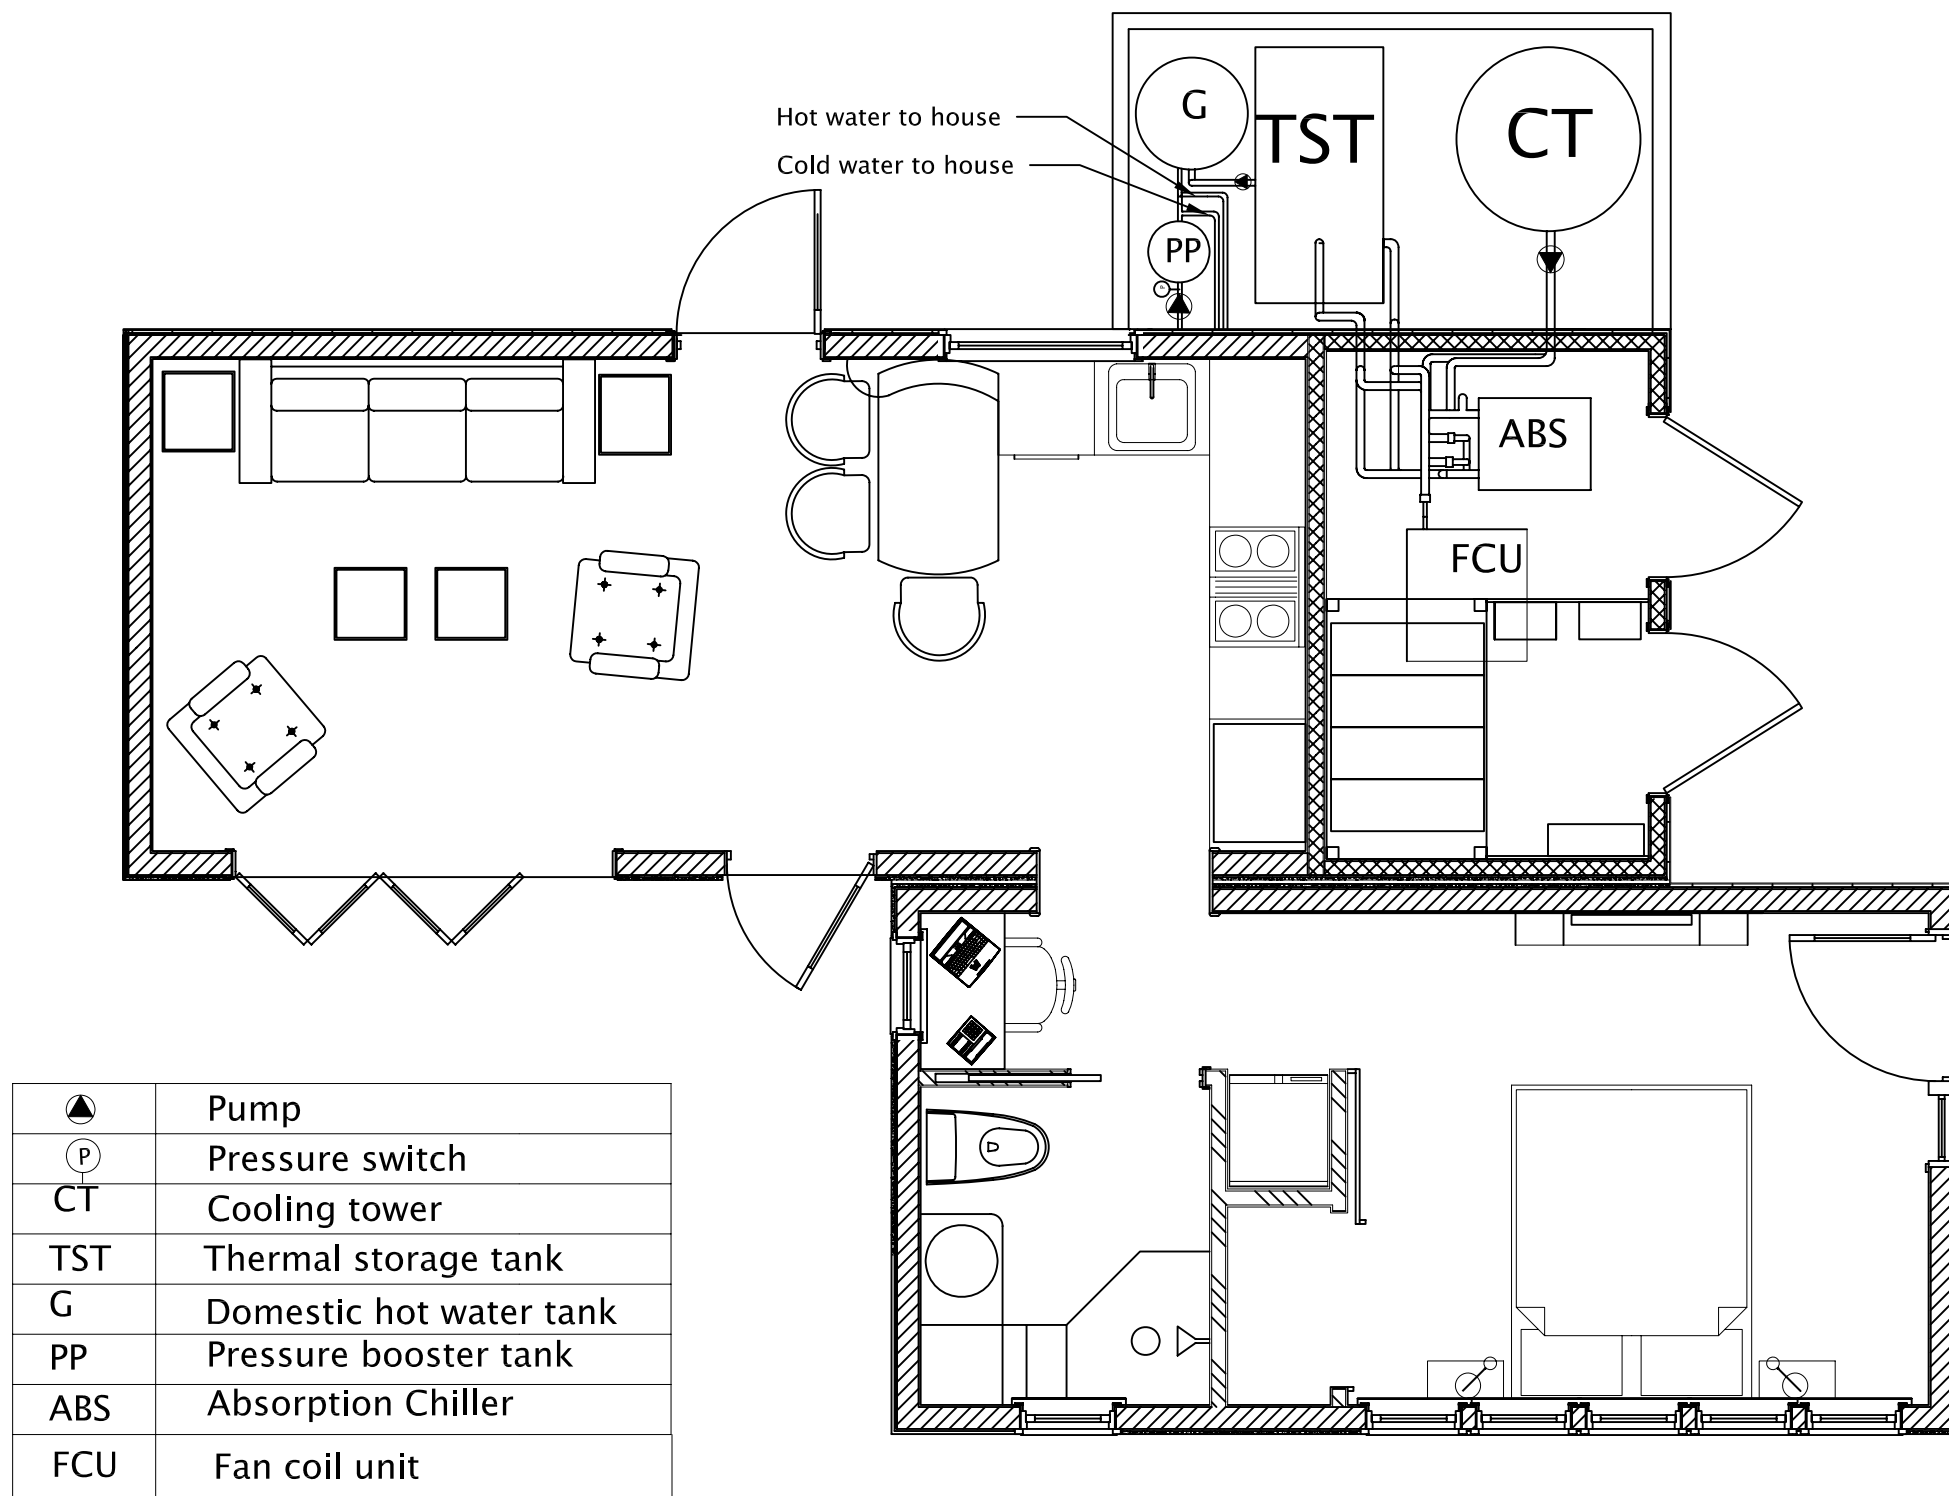 G
TST
CT
Hot water to house
Cold water to house
PP
P
ABS
FCU
Pump
P Pressure switch
CT Cooling tower
TST Thermal storage tank
G Domestic hot water tank
PP Pressure booster tank
ABS Absorption Chiller
FCU Fan coil unit